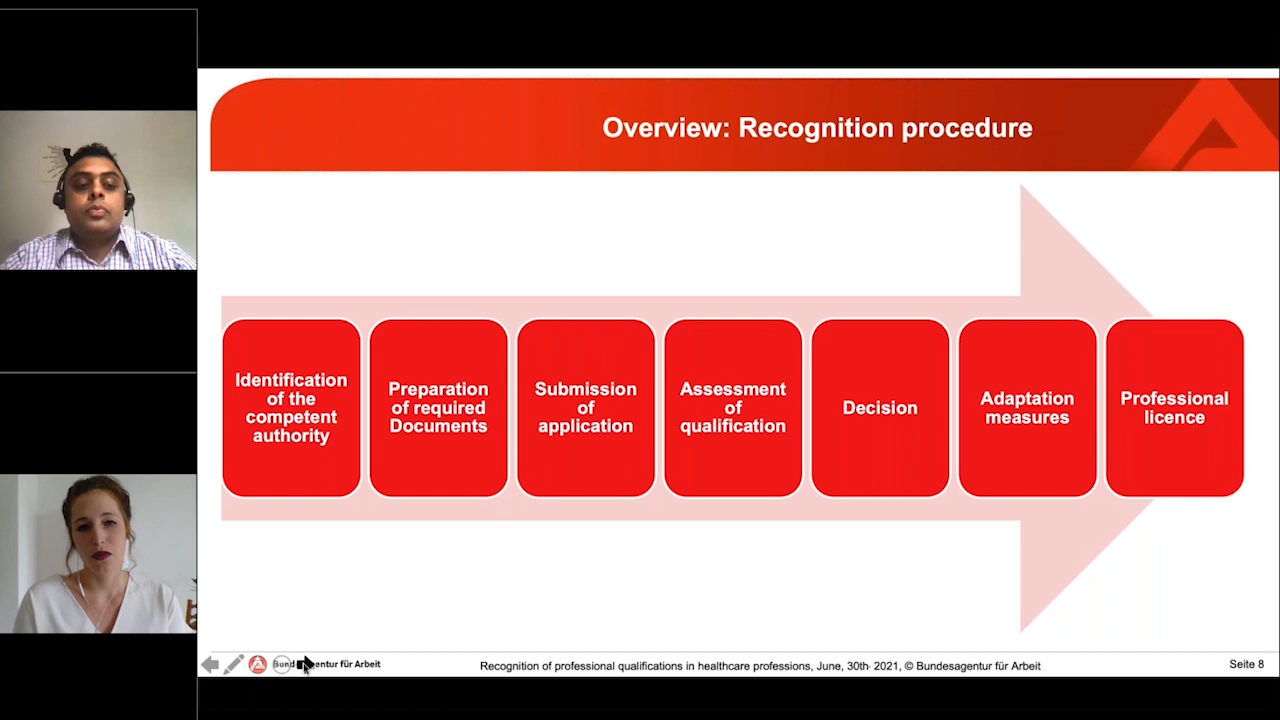 Overview: Recognition procedure
Identification
of the
competent
authority
Preparation
of required
Documents
Submission
of
application
Assessment
of
qualification
Decision
Adaptation
measures
Professional
licence
für Arbeit
Recognition of professional qualifications in healthcare professions, June, 30th 2021, © Bundesagentur für Arbeit
Seite 8